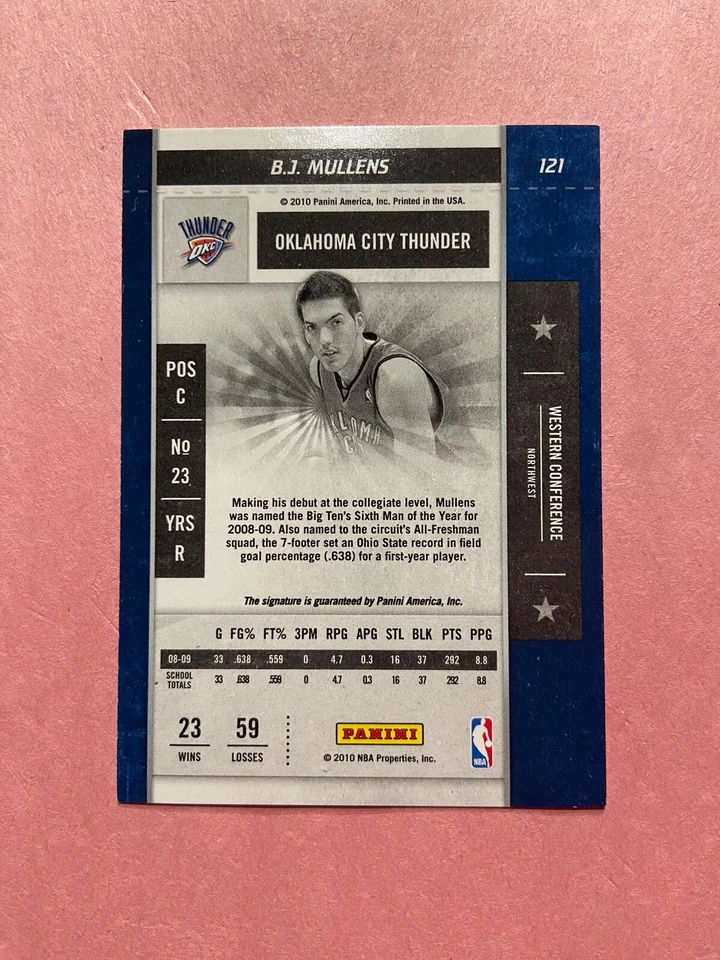 B.J. MULLENS
121
© 2010 Panini America, Inc. Printed in the USA.
THUNDER
OKC
OKLAHOMA CITY THUNDER
POS
C
No
23
YRS
R
WESTERN CONFERENCE
NORTHWEST
Making his debut at the collegiate level, Mullens
was named the Big Ten's Sixth Man of the Year for
2008-09. Also named to the circuit's All-Freshman
squad, the 7-footer set an Ohio State record in field
goal percentage (.638) for a first-year player.
The signature is guaranteed by Panini America, Inc.
G FG% FT% 3PM RPG APG STL BLK PTS PPG
08-09 33 .638 .559 0 4.7 0.3 16 37 292 8.8
SCHOOL
TOTALS 33 .638 .559 0 4.7 0.3 16 37 292 8.8
23
WINS
59
LOSSES
PANINI
© 2010 NBA Properties, Inc.
NBA